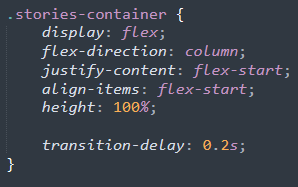 .stories-container {
display: flex;
flex-direction: column;
justify-content: flex-start;
align-items: flex-start;
height: 100%;
transition-delay: 0.2s;
}